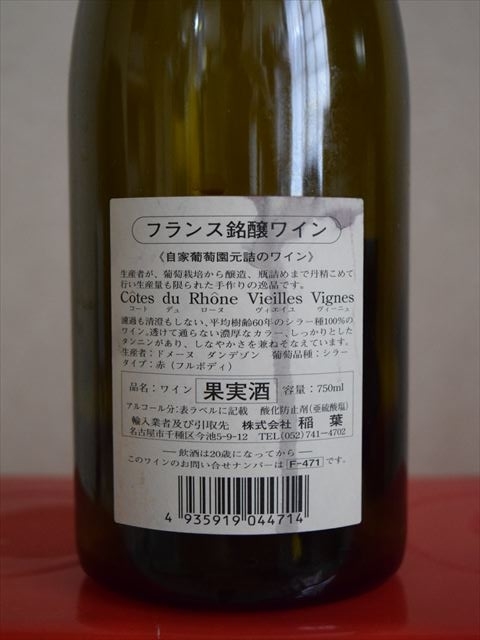 フランス銘醸ワイン
《自家葡萄園元詰のワイン》
生産者が、葡萄栽培から醸造、瓶詰めまで丹精こめて
行い生産量も限られた手作りの逸品です。
Côtes du Rhône Vieilles Vignes
コート デュ ローヌ ヴィエイユ ヴィーニュ
濾過も清澄もしない、平均樹齢60年のシラー種100%の
ワイン。透けて通らない濃厚なカラー、しっかりとした
タンニンがあり、しなやかさを兼ねそなえています。
生産者：ドメーヌ ダンデゾン 葡萄品種：シラー
タイプ：赤（フルボディ）
品名：ワイン 果実酒 容量：750ml
アルコール分：表ラベルに記載 酸化防止剤（亜硫酸塩）
輸入業者及び引取先 株式会社 稲葉
名古屋市千種区今池5-9-12 TEL(052)741-4702
飲酒は20歳になってから
このワインのお問い合せナンバーは F-471 です。
4 935919 044714